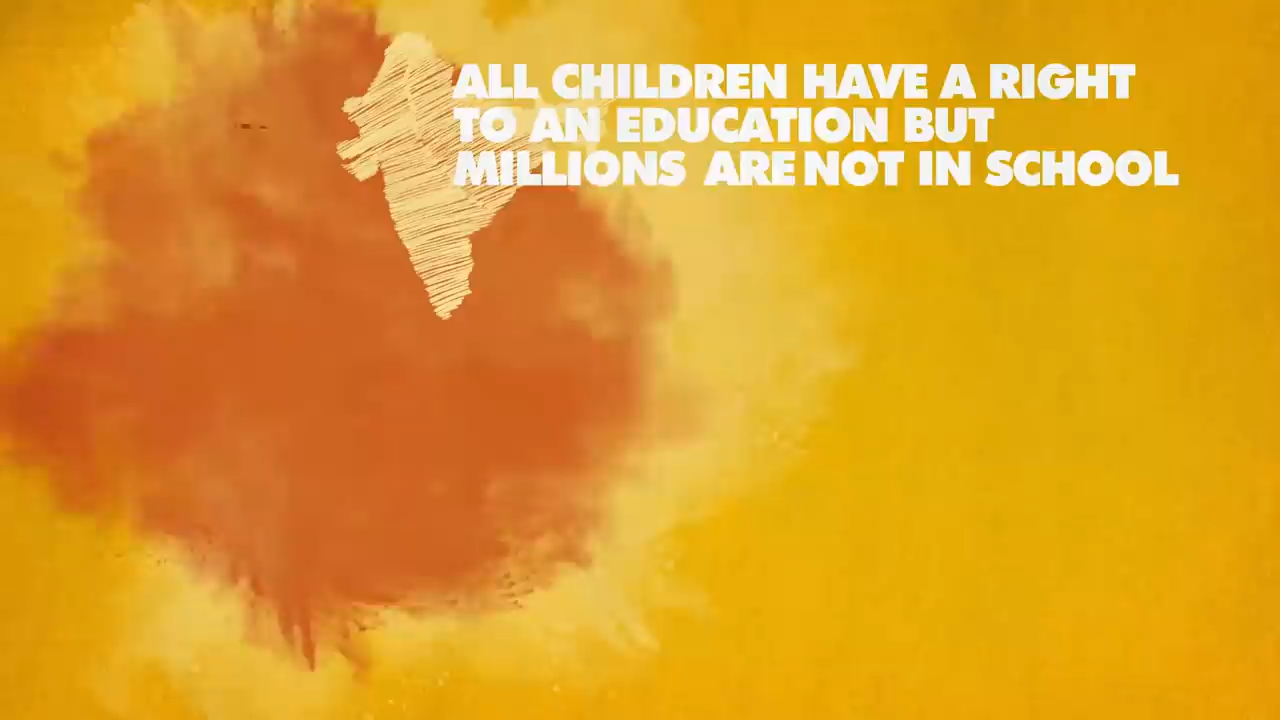 ALL CHILDREN HAVE A RIGHT
TO AN EDUCATION BUT
MILLIONS ARE NOT IN SCHOOL